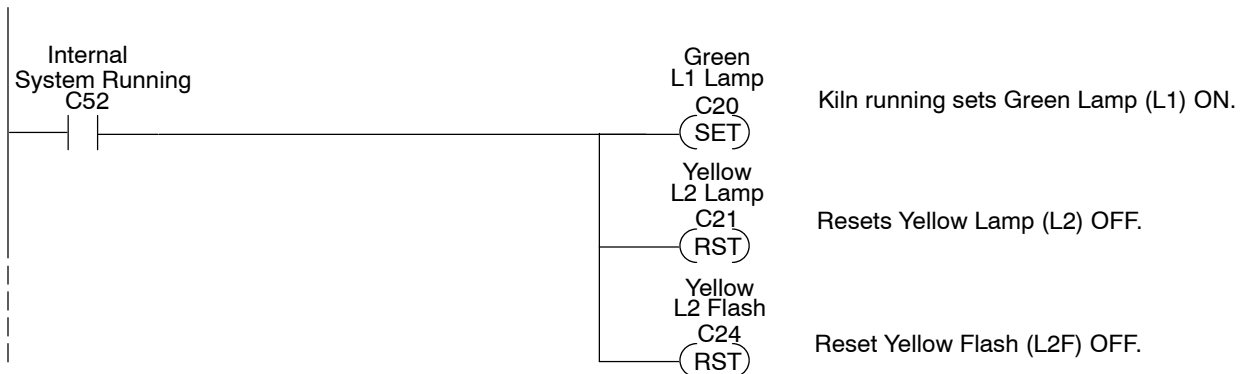 Internal
System Running
C52
Green
L1 Lamp
C20
SET
Kiln running sets Green Lamp (L1) ON.
Yellow
L2 Lamp
C21
RST
Resets Yellow Lamp (L2) OFF.
Yellow
L2 Flash
C24
RST
Reset Yellow Flash (L2F) OFF.